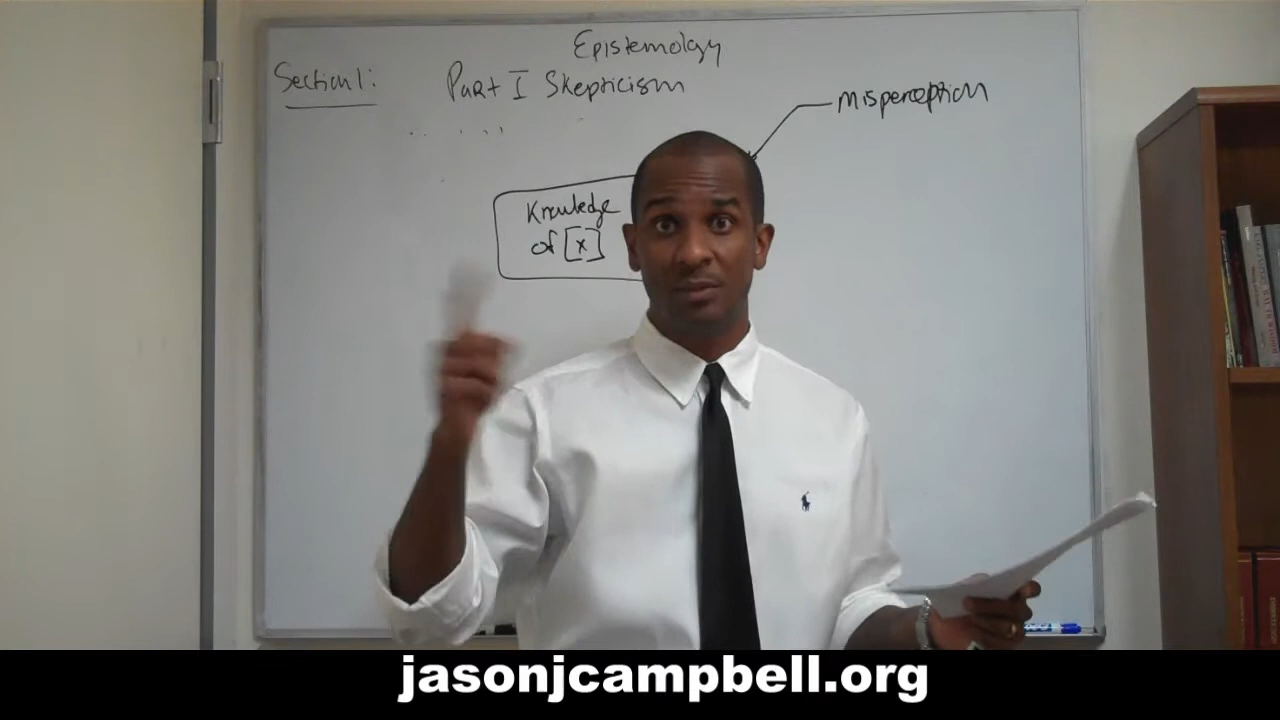 Epistemology
Section 1: Part I Skepticism
misperception
Knowledge
of [x]
jasonjcampbell.org